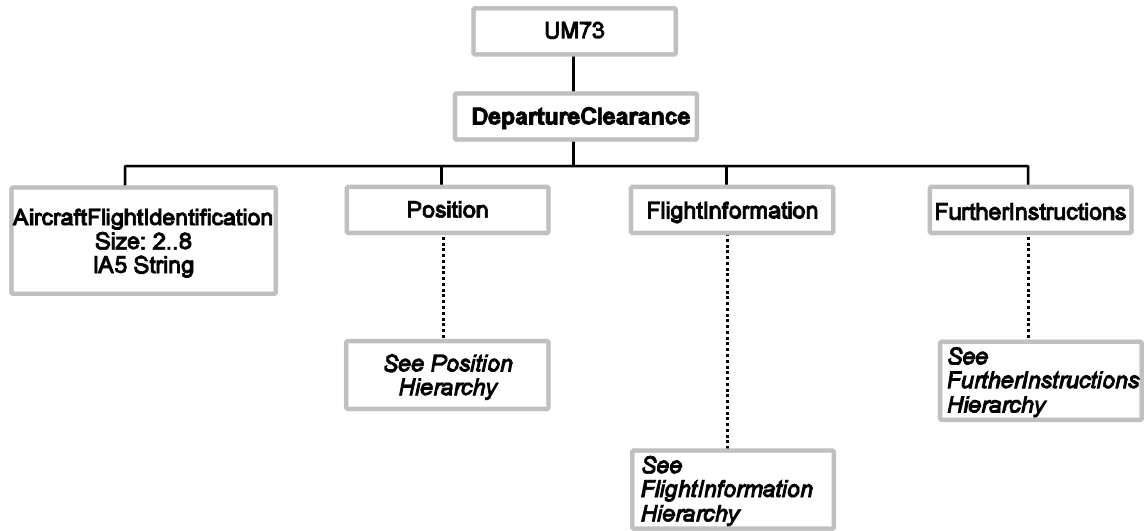 UM73
DepartureClearance
AircraftFlightIdentification
Size: 2..8
IA5 String
Position
FlightInformation
FurtherInstructions
See Position
Hierarchy
See
FurtherInstructions
Hierarchy
See
FlightInformation
Hierarchy